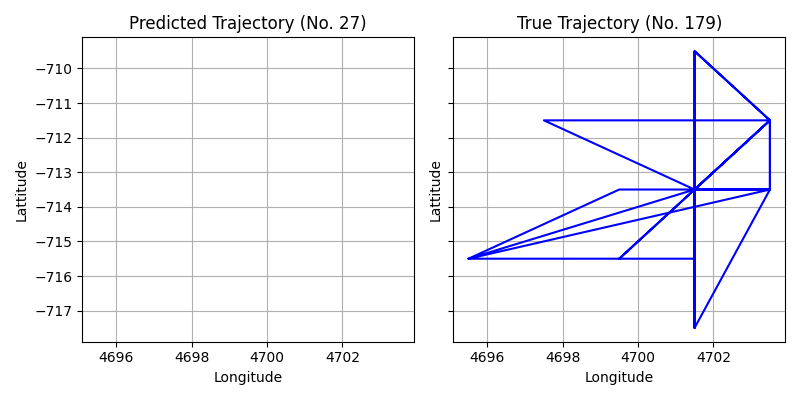 Predicted Trajectory (No. 27)
True Trajectory (No. 179)
Lattitude
−710
−711
−712
−713
−714
−715
−716
−717
4696
4698
4700
4702
Longitude
Lattitude
4696
4698
4700
4702
Longitude